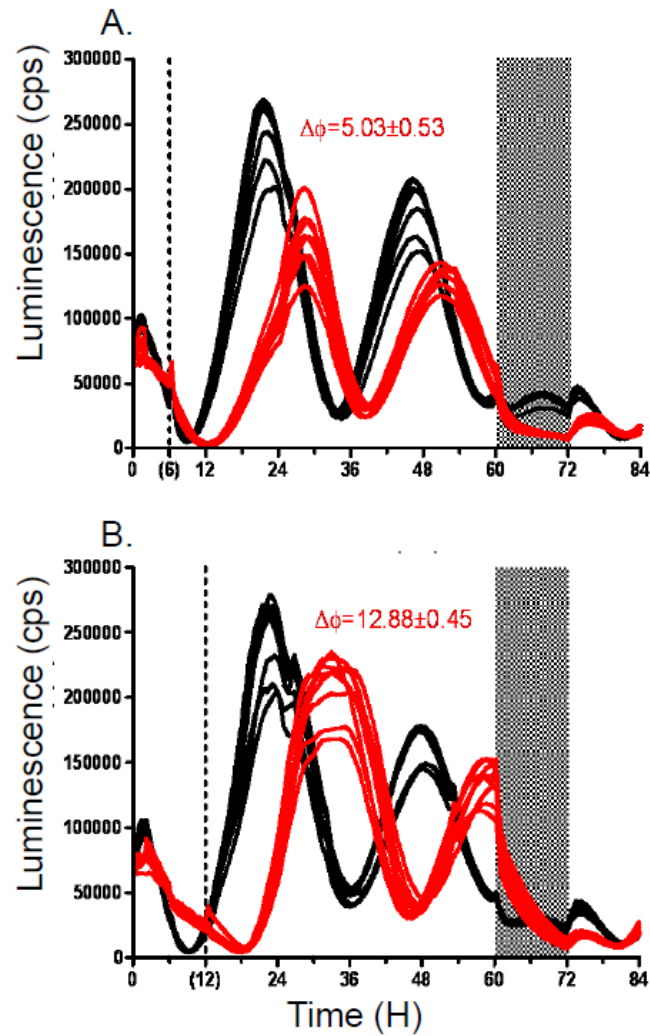 A.
300000
250000
200000
150000
100000
50000
0
Luminescence (cps)
Δϕ=5.03±0.53
0 (6) 12 24 36 48 60 72 84
B.
300000
250000
200000
150000
100000
50000
0
Luminescence (cps)
Δϕ=12.88±0.45
0 (12) 24 36 48 60 72 84
Time (H)